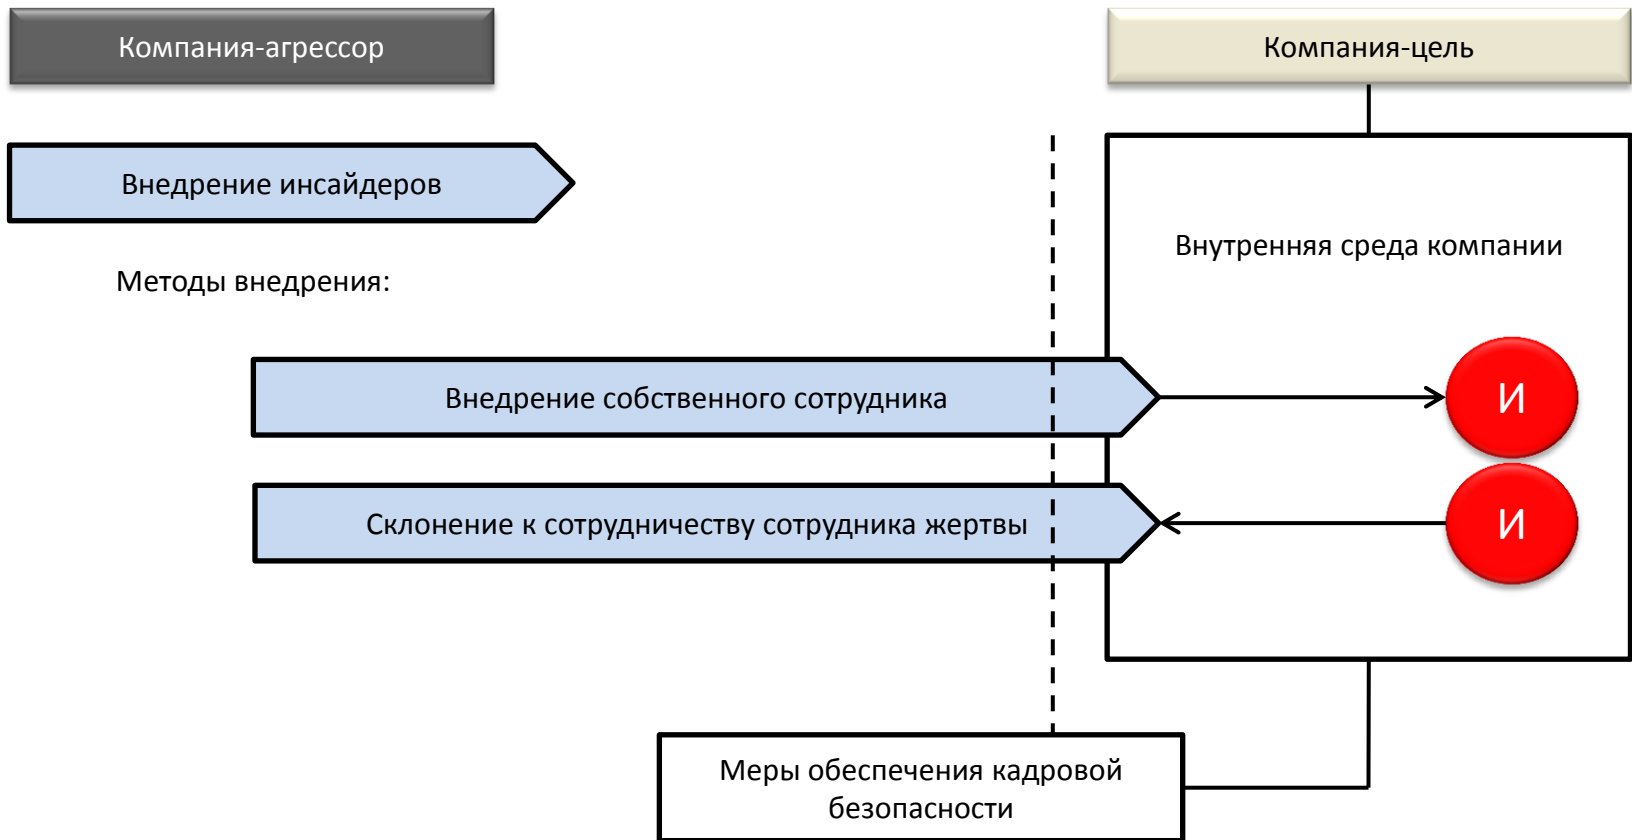 Компания-агрессор
Компания-цель
Внедрение инсайдеров
Внутренняя среда компании
Методы внедрения:
Внедрение собственного сотрудника
И
Склонение к сотрудничеству сотрудника жертвы
И
Меры обеспечения кадровой
безопасности